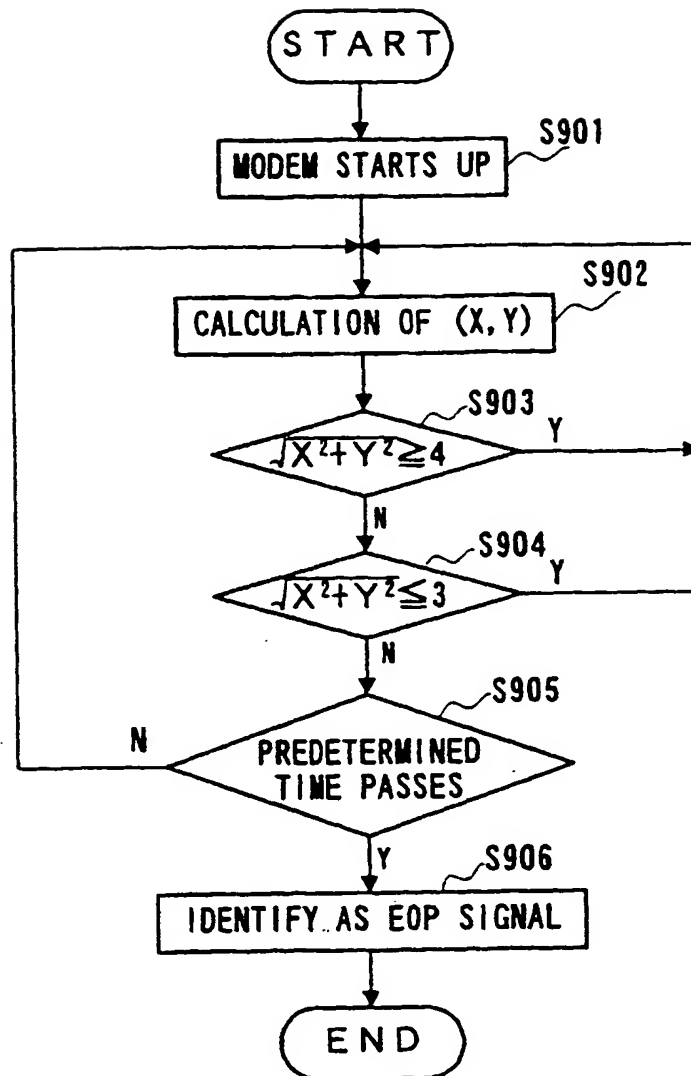 START
S901
MODEM STARTS UP
S902
CALCULATION OF (X, Y)
S903
√X²+Y²≧4
Y
N
S904
√X²+Y²≦3
Y
N
S905
N
PREDETERMINED
TIME PASSES
Y
S906
IDENTIFY AS EOP SIGNAL
END